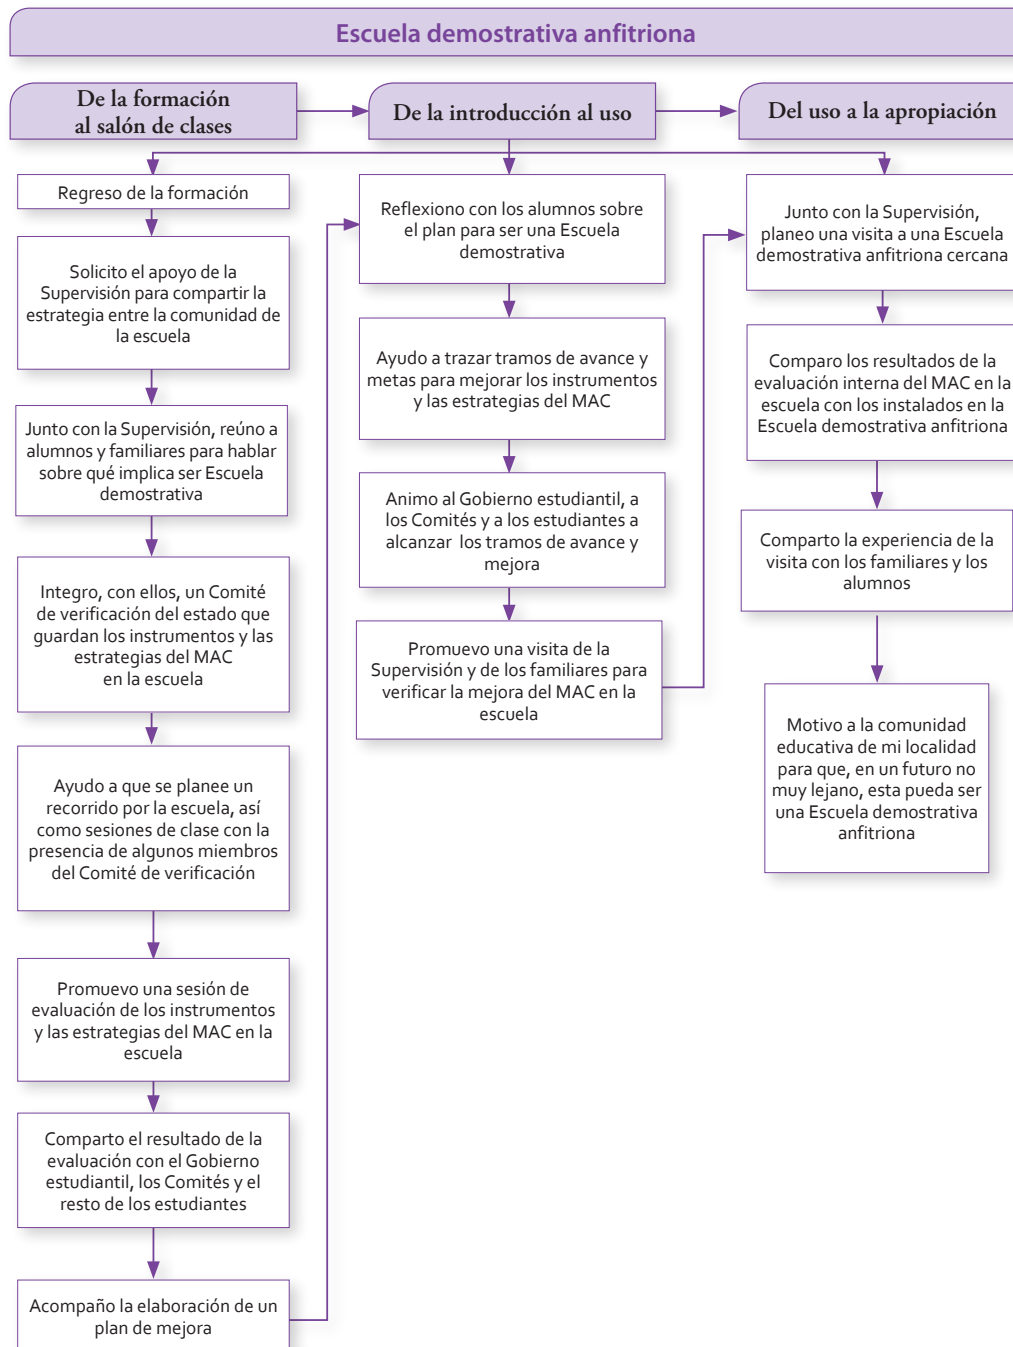 Escuela demostrativa anfitriona
De la formación
al salón de clases
De la introducción al uso
Del uso a la apropiación
Regreso de la formación
Solicito el apoyo de la
Supervisión para compartir la
estrategia entre la comunidad de
la escuela
Junto con la Supervisión, reúno a
alumnos y familiares para hablar
sobre qué implica ser Escuela
demostrativa
Integro, con ellos, un Comité
de verificación del estado que
guardan los instrumentos y las
estrategias del MAC
en la escuela
Ayudo a que se planee un
recorrido por la escuela, así
como sesiones de clase con la
presencia de algunos miembros
del Comité de verificación
Promuevo una sesión de
evaluación de los instrumentos
y las estrategias del MAC en la
escuela
Comparto el resultado de la
evaluación con el Gobierno
estudiantil, los Comités y el
resto de los estudiantes
Acompaño la elaboración de un
plan de mejora
Reflexiono con los alumnos sobre
el plan para ser una Escuela
demostrativa
Ayudo a trazar tramos de avance y
metas para mejorar los instrumentos
y las estrategias del MAC
Animo al Gobierno estudiantil, a
los Comités y a los estudiantes a
alcanzar los tramos de avance y
mejora
Promuevo una visita de la
Supervisión y de los familiares para
verificar la mejora del MAC en la
escuela
Junto con la Supervisión,
planeo una visita a una Escuela
demostrativa anfitriona cercana
Comparo los resultados de la
evaluación interna del MAC en la
escuela con los instalados en la
Escuela demostrativa anfitriona
Comparto la experiencia de la
visita con los familiares y los
alumnos
Motivo a la comunidad
educativa de mi localidad
para que, en un futuro no
muy lejano, esta pueda ser
una Escuela demostrativa
anfitriona